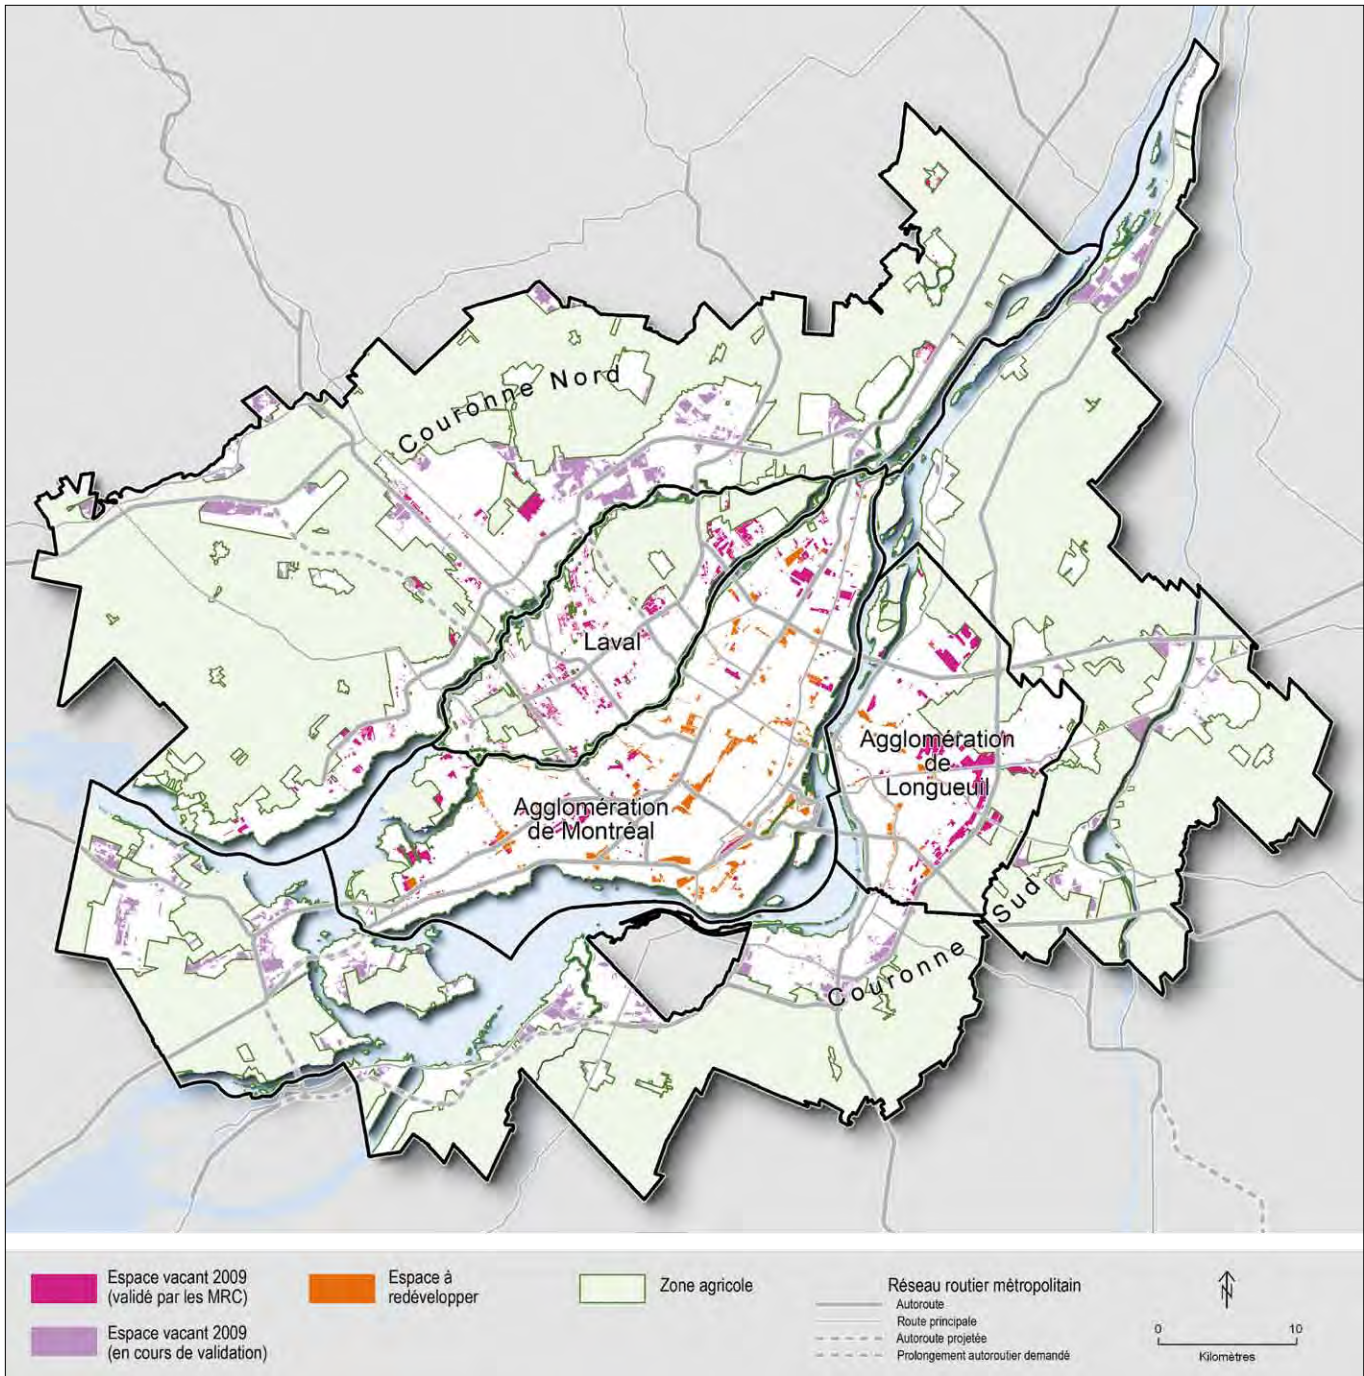 Couronne Nord
Laval
Agglomération
de
Longueuil
Agglomération
de Montréal
Couronne Sud
Espace vacant 2009
(validé par les MRC)
Espace vacant 2009
(en cours de validation)
Espace à
redévelopper
Zone agricole
Réseau routier métropolitain
Autoroute
Route principale
Autoroute projetée
Prolongement autoroutier demandé
N
0 10
Kilomètres